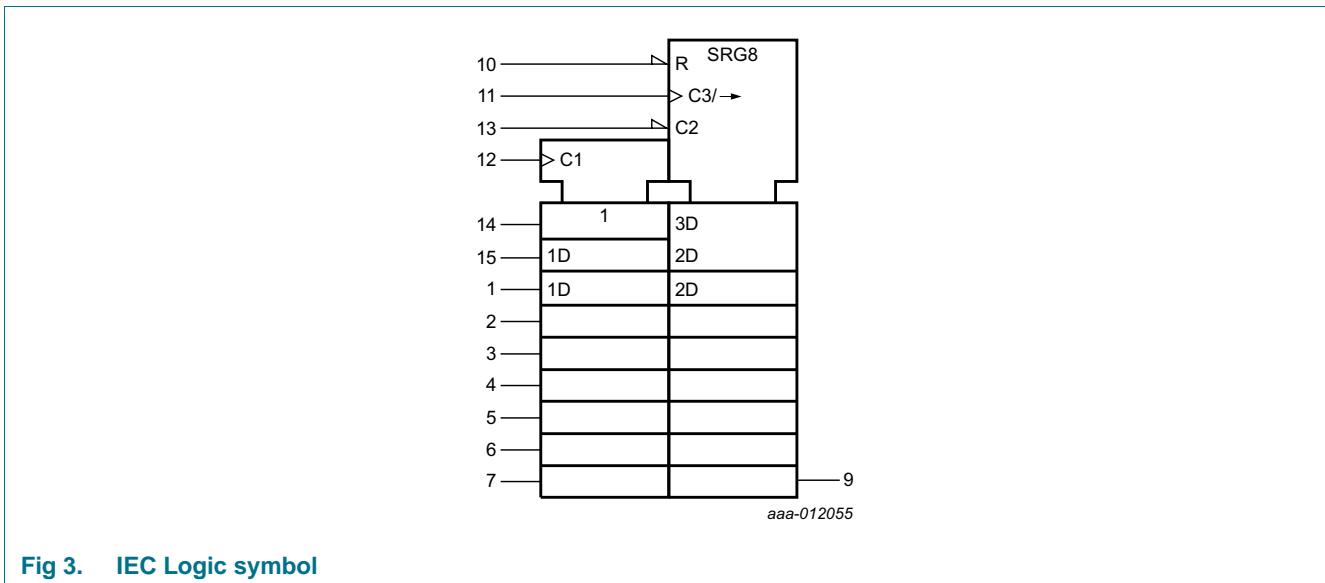 SRG8
10 R
11 C3/→
13 C2
12 C1
14 1 3D
15 1D 2D
1 1D 2D
2
3
4
5
6
7 9
aaa-012055
Fig 3. IEC Logic symbol